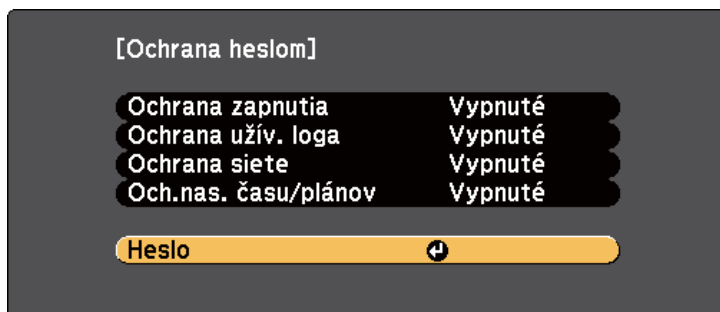 [Ochrana heslom]
Ochrana zapnutia Vypnuté
Ochrana užív. loga Vypnuté
Ochrana siete Vypnuté
Och.nas. času/plánov Vypnuté
Heslo